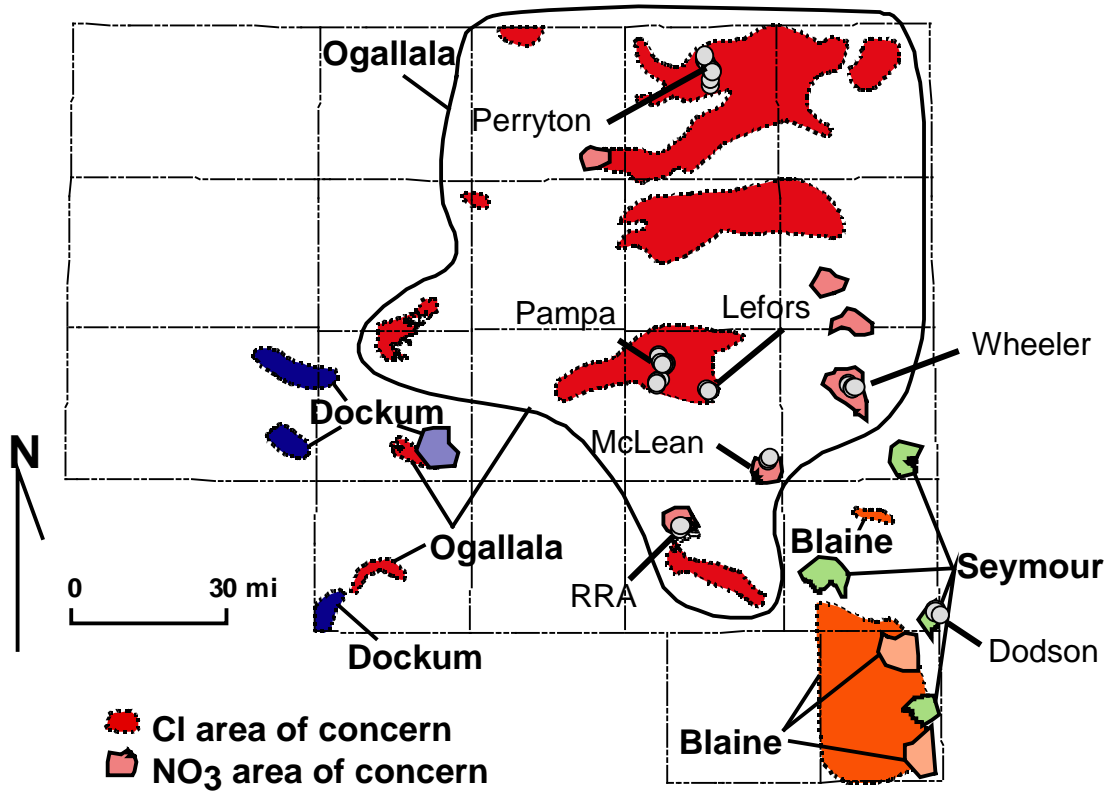 Ogallala
Perryton
Pampa
Lefors
Wheeler
Dockum
McLean
N
Ogallala
Blaine
Seymour
0 30 mi
RRA
Dodson
Dockum
Blaine
Cl area of concern
NO3 area of concern